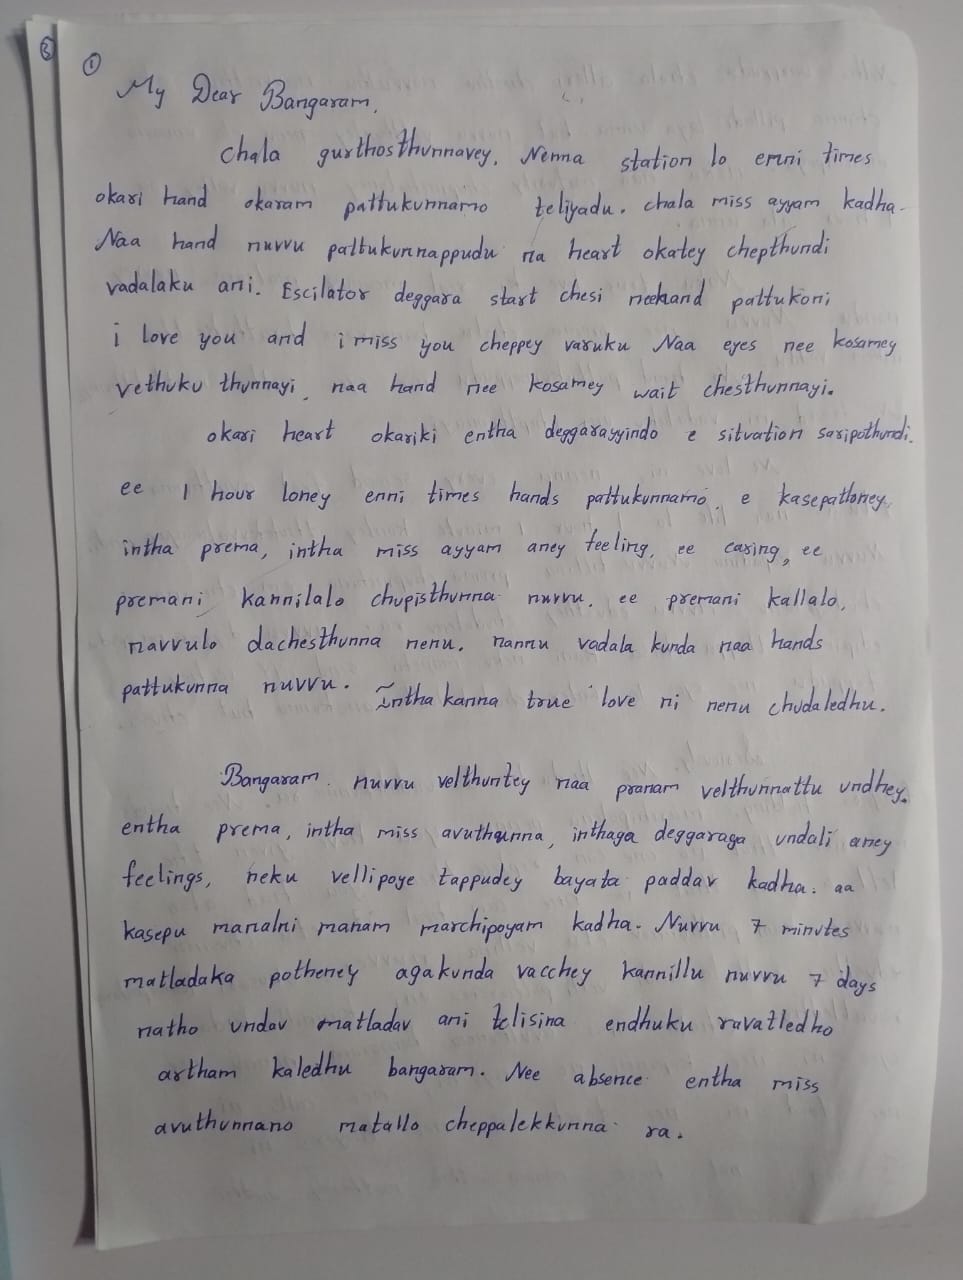 3
1
My Dear Bangaram,
chala gurthosthunnavey. Nenna station lo enni times
okari hand okaram pattukunnamo teliyadu. chala miss ayyam kadha.
Naa hand nuvvu pattukunnappudu na heart okatey chepthundi
vadalaku ani. Escilator deggara start chesi neehand pattukoni
i love you and i miss you cheppey varuku Naa eyes nee kosamey
vethuku thunnayi, naa hand nee kosamey wait chesthunnayi.
okari heart okariki entha deggarayyindo e sitvation saripothundi.
ee 1 hour loney enni times hands pattukunnamo, e kasepatloney
intha prema, intha miss ayyam aney feeling, ee caring, ee
premani kannilalo chupisthunna nuvvu. ee premani kallalo,
navvulo dachesthunna nenu. nannu vadala kunda naa hands
pattukunna nuvvu. Intha kanna true love ni nenu chudaledhu.
Bangaram nuvvu velthuntey naa pranam velthunnattu undhey.
entha prema, intha miss avuthunna, inthaga deggaraga undali aney
feelings, neku vellipoye tappudey bayata paddav kadha. aa
kasepu manalni manam marchipoyam kadha. Nuvvu 7 minutes
matladaka potheney agakunda vacchey kannillu nuvvu 7 days
natho undav matladav ani telisina endhuku ravatledho
artham kaledhu bangaram. Nee absence entha miss
avuthunnano matallo cheppalekkunna ra.